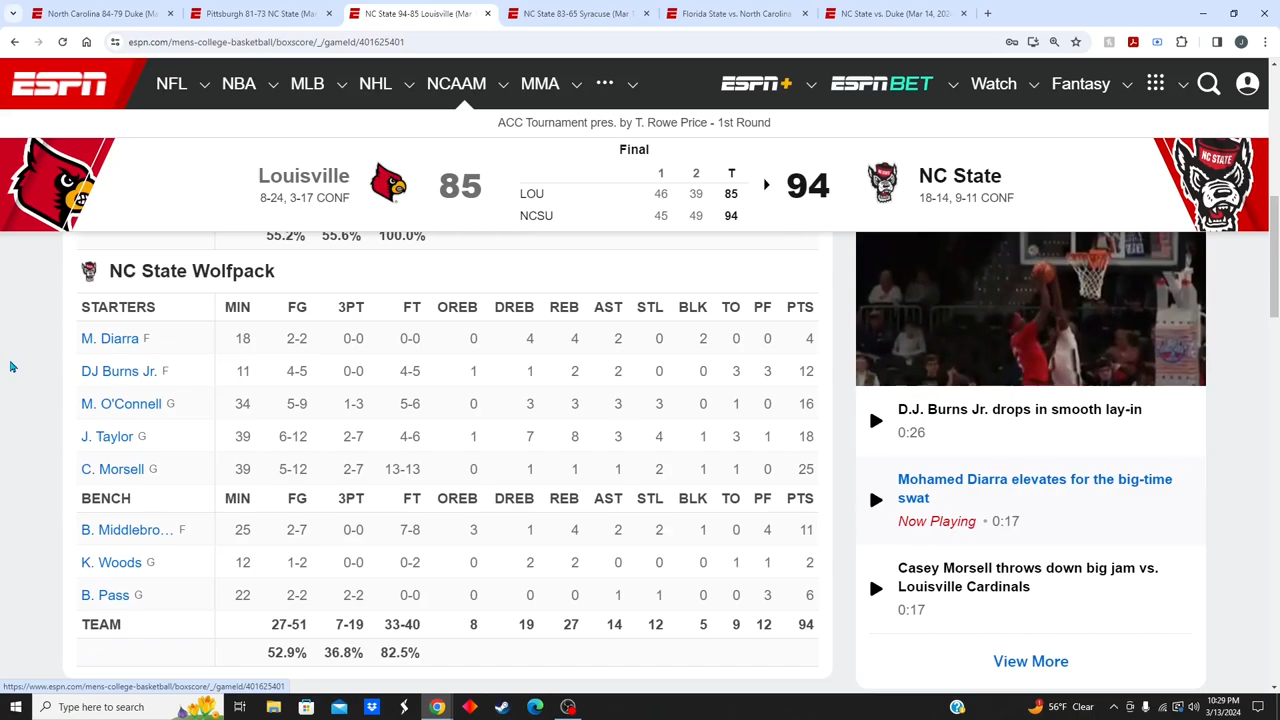 North Carolina 84-79 Duke (Ma
Pittsburgh 81-73 NC State (Mar
NC State 94-85 Louisville (Mar
NC State 83-65 Syracuse (Mar 1
Florida State vs. North Carolina
NC State vs. Duke (Mar 14, 202
espn.com/mens-college-basketball/boxscore/_/gameId/401625401
ESPN NFL NBA MLB NHL NCAAM MMA ... ESPN+ ESPN BET Watch Fantasy
ACC Tournament pres. by T. Rowe Price - 1st Round
Louisville
8-24, 3-17 CONF
85
Final
1 2 T
LOU 46 39 85
NCSU 45 49 94
94
NC State
18-14, 9-11 CONF
55.2% 55.6% 100.0%
NC State Wolfpack
STARTERS MIN FG 3PT FT OREB DREB REB AST STL BLK TO PF PTS
M. Diarra F 18 2-2 0-0 0-0 0 4 4 2 0 2 0 0 4
DJ Burns Jr. F 11 4-5 0-0 4-5 1 1 2 2 0 0 3 3 12
M. O'Connell G 34 5-9 1-3 5-6 0 3 3 3 3 0 1 0 16
J. Taylor G 39 6-12 2-7 4-6 1 7 8 3 4 1 3 1 18
C. Morsell G 39 5-12 2-7 13-13 0 1 1 1 2 1 1 0 25
BENCH MIN FG 3PT FT OREB DREB REB AST STL BLK TO PF PTS
B. Middlebro... F 25 2-7 0-0 7-8 3 1 4 2 2 1 0 4 11
K. Woods G 12 1-2 0-0 0-2 0 2 2 0 0 0 1 1 2
B. Pass G 22 2-2 2-2 0-0 0 0 0 1 1 0 0 3 6
TEAM 27-51 7-19 33-40 8 19 27 14 12 5 9 12 94
52.9% 36.8% 82.5%
D.J. Burns Jr. drops in smooth lay-in
0:26
Mohamed Diarra elevates for the big-time
swat
Now Playing • 0:17
Casey Morsell throws down big jam vs.
Louisville Cardinals
0:17
View More
https://www.espn.com/mens-college-basketball/boxscore/_/gameId/401625401
Type here to search
56°F Clear
10:29 PM
3/13/2024